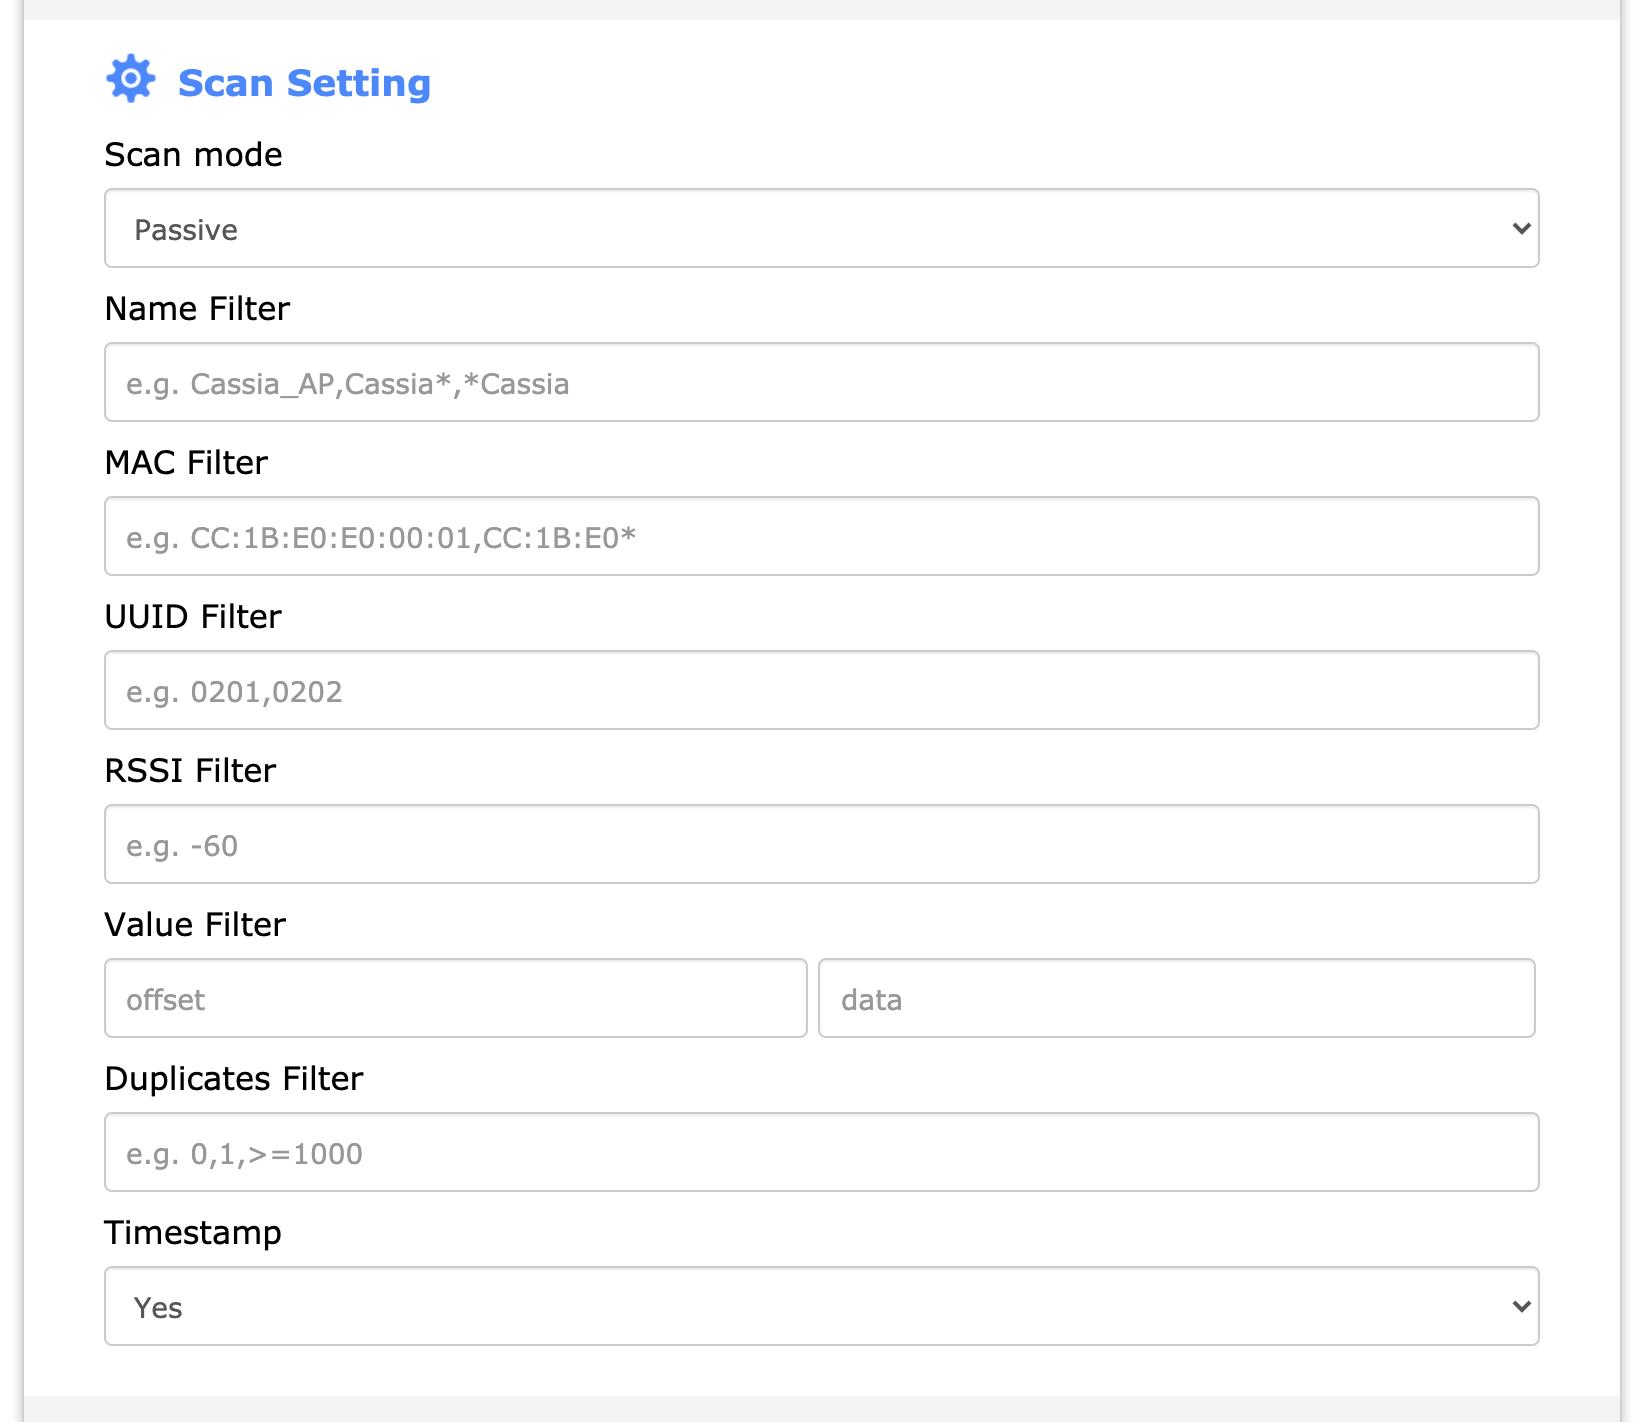 Scan Setting
Scan mode
Passive
Name Filter
e.g. Cassia_AP,Cassia*,*Cassia
MAC Filter
e.g. CC:1B:E0:E0:00:01,CC:1B:E0*
UUID Filter
e.g. 0201,0202
RSSI Filter
e.g. -60
Value Filter
offset data
Duplicates Filter
e.g. 0,1,>=1000
Timestamp
Yes